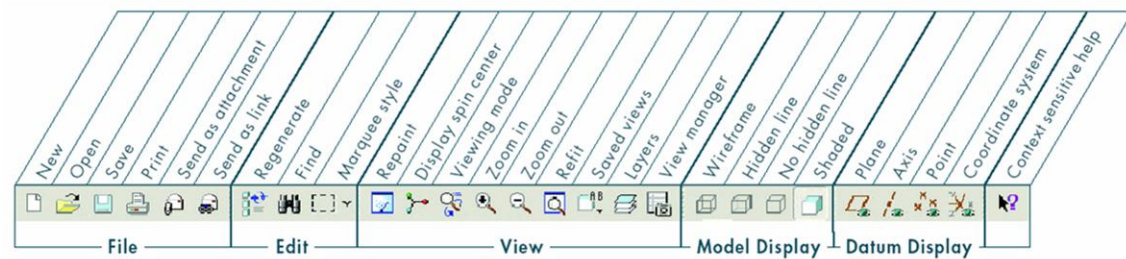 New
Open
Save
Print
Send as attachment
Send as link
Regenerate
Find
Marquee style
Repaint
Display spin center
Viewing mode
Zoom in
Zoom out
Refit
Saved views
Layers
View manager
Wireframe
Hidden line
No hidden line
Shaded
Plane
Axis
Point
Coordinate system
Context sensitive help
File
Edit
View
Model Display
Datum Display